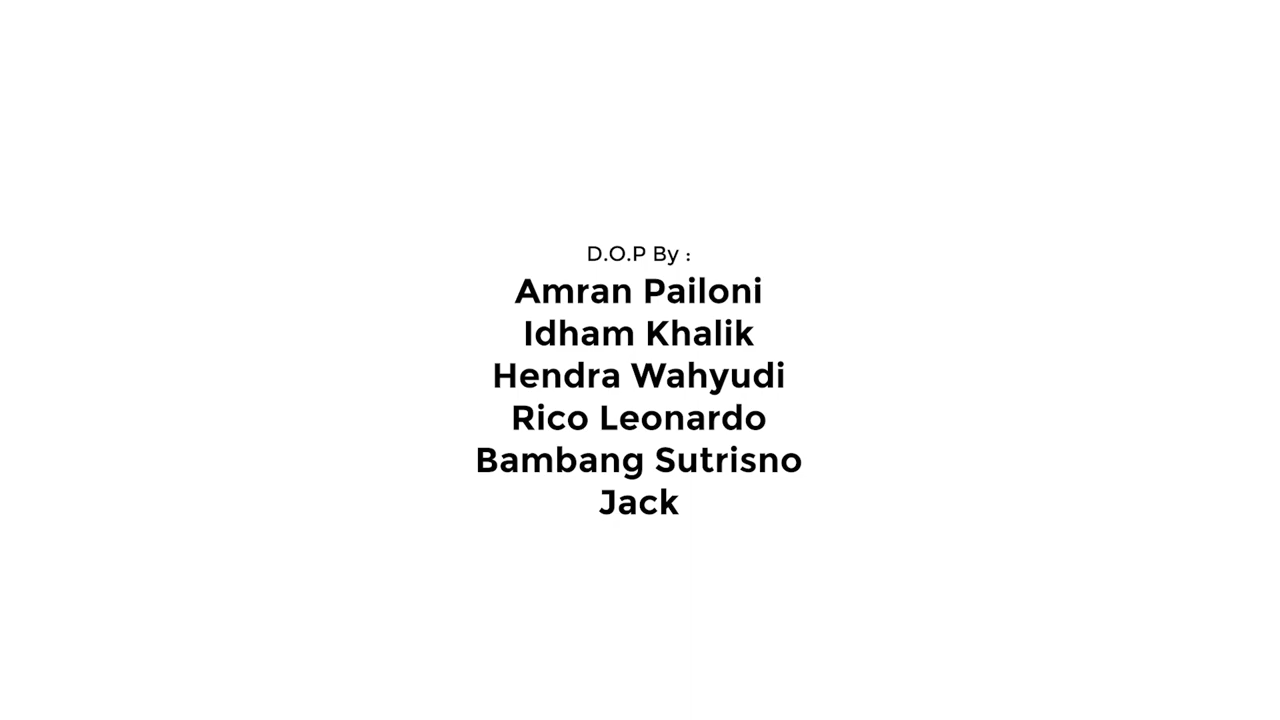 D.O.P By :
Amran Pailoni
Idham Khalik
Hendra Wahyudi
Rico Leonardo
Bambang Sutrisno
Jack